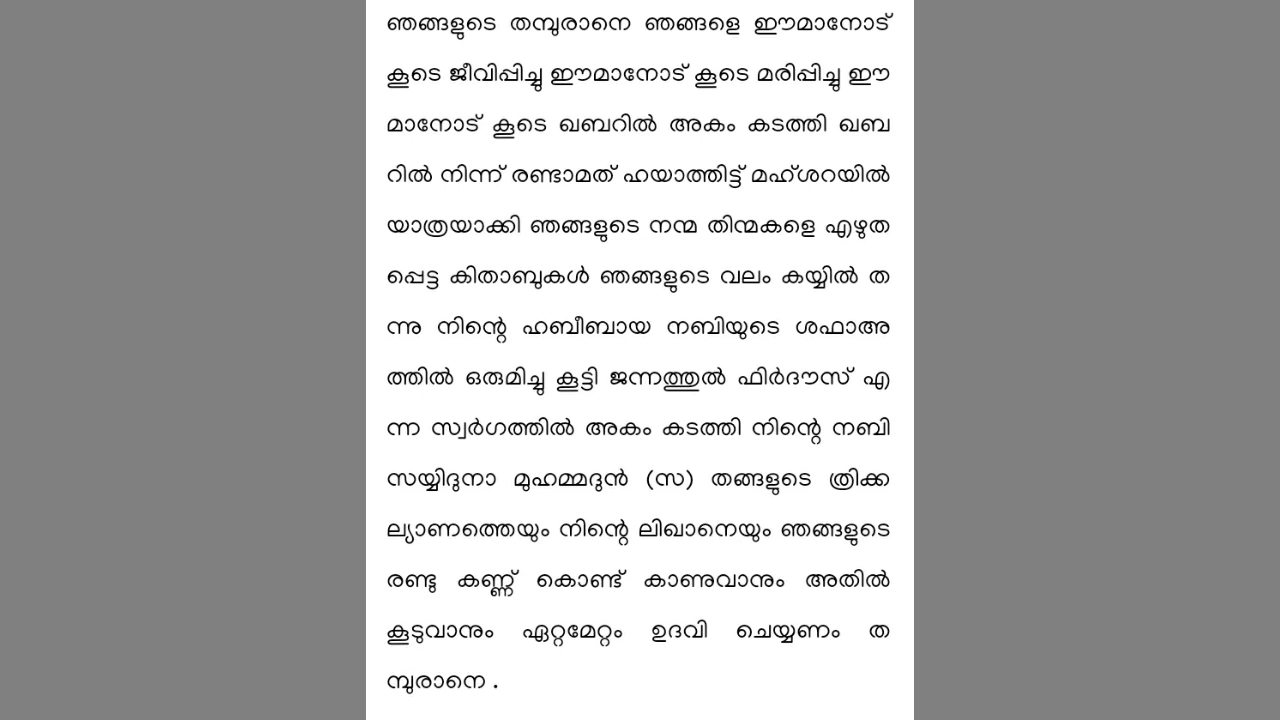 ഞങ്ങളുടെ തമ്പുരാനെ ഞങ്ങളെ ഈമാനോട്
കൂടെ ജീവിപ്പിച്ചു ഈമാനോട് കൂടെ മരിപ്പിച്ചു ഈ
മാനോട് കൂടെ ഖബറിൽ അകം കടത്തി ഖബ
റിൽ നിന്ന് രണ്ടാമത് ഹയാത്തിട്ട് മഹ്ശറയിൽ
യാത്രയാക്കി ഞങ്ങളുടെ നന്മ തിന്മകളെ എഴുത
പ്പെട്ട കിതാബുകൾ ഞങ്ങളുടെ വലം കയ്യിൽ ത
ന്നു നിന്റെ ഹബീബായ നബിയുടെ ശഫാഅ
ത്തിൽ ഒരുമിച്ചു കൂട്ടി ജന്നത്തുൽ ഫിർദൗസ് എ
ന്ന സ്വർഗത്തിൽ അകം കടത്തി നിന്റെ നബി
സയ്യിദുനാ മുഹമ്മദുൻ (സ) തങ്ങളുടെ ത്രിക്ക
ല്യാണത്തെയും നിന്റെ ലിഖാനെയും ഞങ്ങളുടെ
രണ്ടു കണ്ണ് കൊണ്ട് കാണുവാനും അതിൽ
കൂടുവാനും ഏറ്റമേറ്റം ഉദവി ചെയ്യണം ത
മ്പുരാനെ .